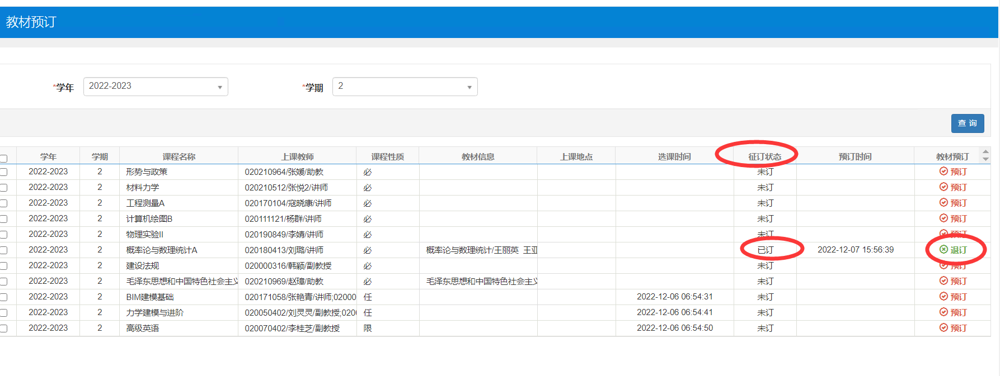 教材预订
*学年 2022-2023 *学期 2
查 询
学年 学期 课程名称 上课教师 课程性质 教材信息 上课地点 选课时间 征订状态 预订时间 教材预订
2022-2023 2 形势与政策 020210964/张媛/助教 必 未订 预订
2022-2023 2 材料力学 020210512/张悦2/讲师 必 未订 预订
2022-2023 2 工程测量A 020170104/寇晓康/讲师 必 未订 预订
2022-2023 2 计算机绘图B 020111121/杨群/讲师 必 未订 预订
2022-2023 2 物理实验II 020190849/李婧/讲师 必 未订 预订
2022-2023 2 概率论与数理统计A 020180413/刘璐/讲师 必 概率论与数理统计/王丽英 王亚 已订 2022-12-07 15:56:39 退订
2022-2023 2 建设法规 020000316/韩颖/副教授 必 未订 预订
2022-2023 2 毛泽东思想和中国特色社会主义 020210969/赵璋/助教 必 毛泽东思想和中国特色社会主义 未订 预订
2022-2023 2 BIM建模基础 020171058/张艳青/讲师;02000 任 2022-12-06 06:54:31 未订 预订
2022-2023 2 力学建模与进阶 020050402/刘灵灵/副教授;020 任 2022-12-06 06:54:41 未订 预订
2022-2023 2 高级英语 020070402/李桂芝/副教授 限 2022-12-06 06:54:50 未订 预订